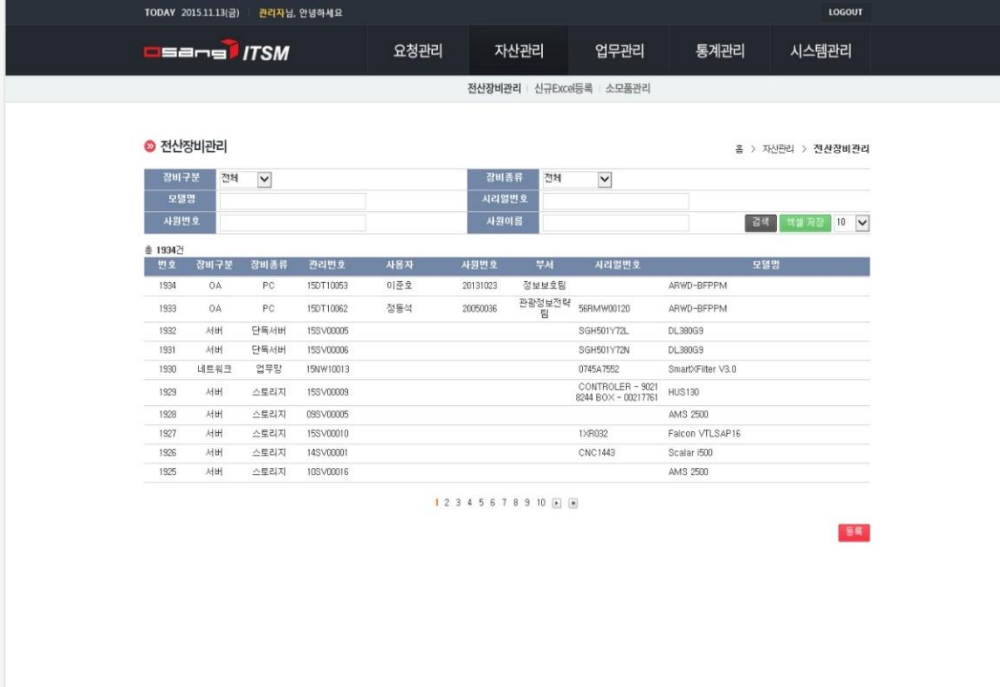 TODAY 2015.11.13(금) 관리자님, 안녕하세요 LOGOUT
osang ITSM 요청관리 자산관리 업무관리 통계관리 시스템관리
전산장비관리 신규Excel등록 소모품관리
전산장비관리 홈 > 자산관리 > 전산장비관리
장비구분 전체 장비종류 전체
모델명 시리얼번호
사원번호 사원이름 검색 엑셀 저장 10
총 1934건
번호 장비구분 장비종류 관리번호 사용자 사원번호 부서 시리얼번호 모델명
1934 OA PC 15DT10053 이준호 20131023 정보보호팀 ARWD-BFPPM
1933 OA PC 15DT10062 정동석 20050036 관광정보전략팀 56RMW00120 ARWD-BFPPM
1932 서버 단독서버 15SV00005 SGH501Y72L DL380G9
1931 서버 단독서버 15SV00006 SGH501Y72N DL380G9
1930 네트워크 업무망 15NW10013 0745A7552 SmartXFilter V3.0
1929 서버 스토리지 15SV00009 CONTROLER - 9021 8244 BOX - 00217761 HUS130
1928 서버 스토리지 09SV00005 AMS 2500
1927 서버 스토리지 15SV00010 1XR032 Falcon VTLSAP16
1926 서버 스토리지 14SV00001 CNC1443 Scalar i500
1925 서버 스토리지 10SV00016 AMS 2500
1 2 3 4 5 6 7 8 9 10
등록